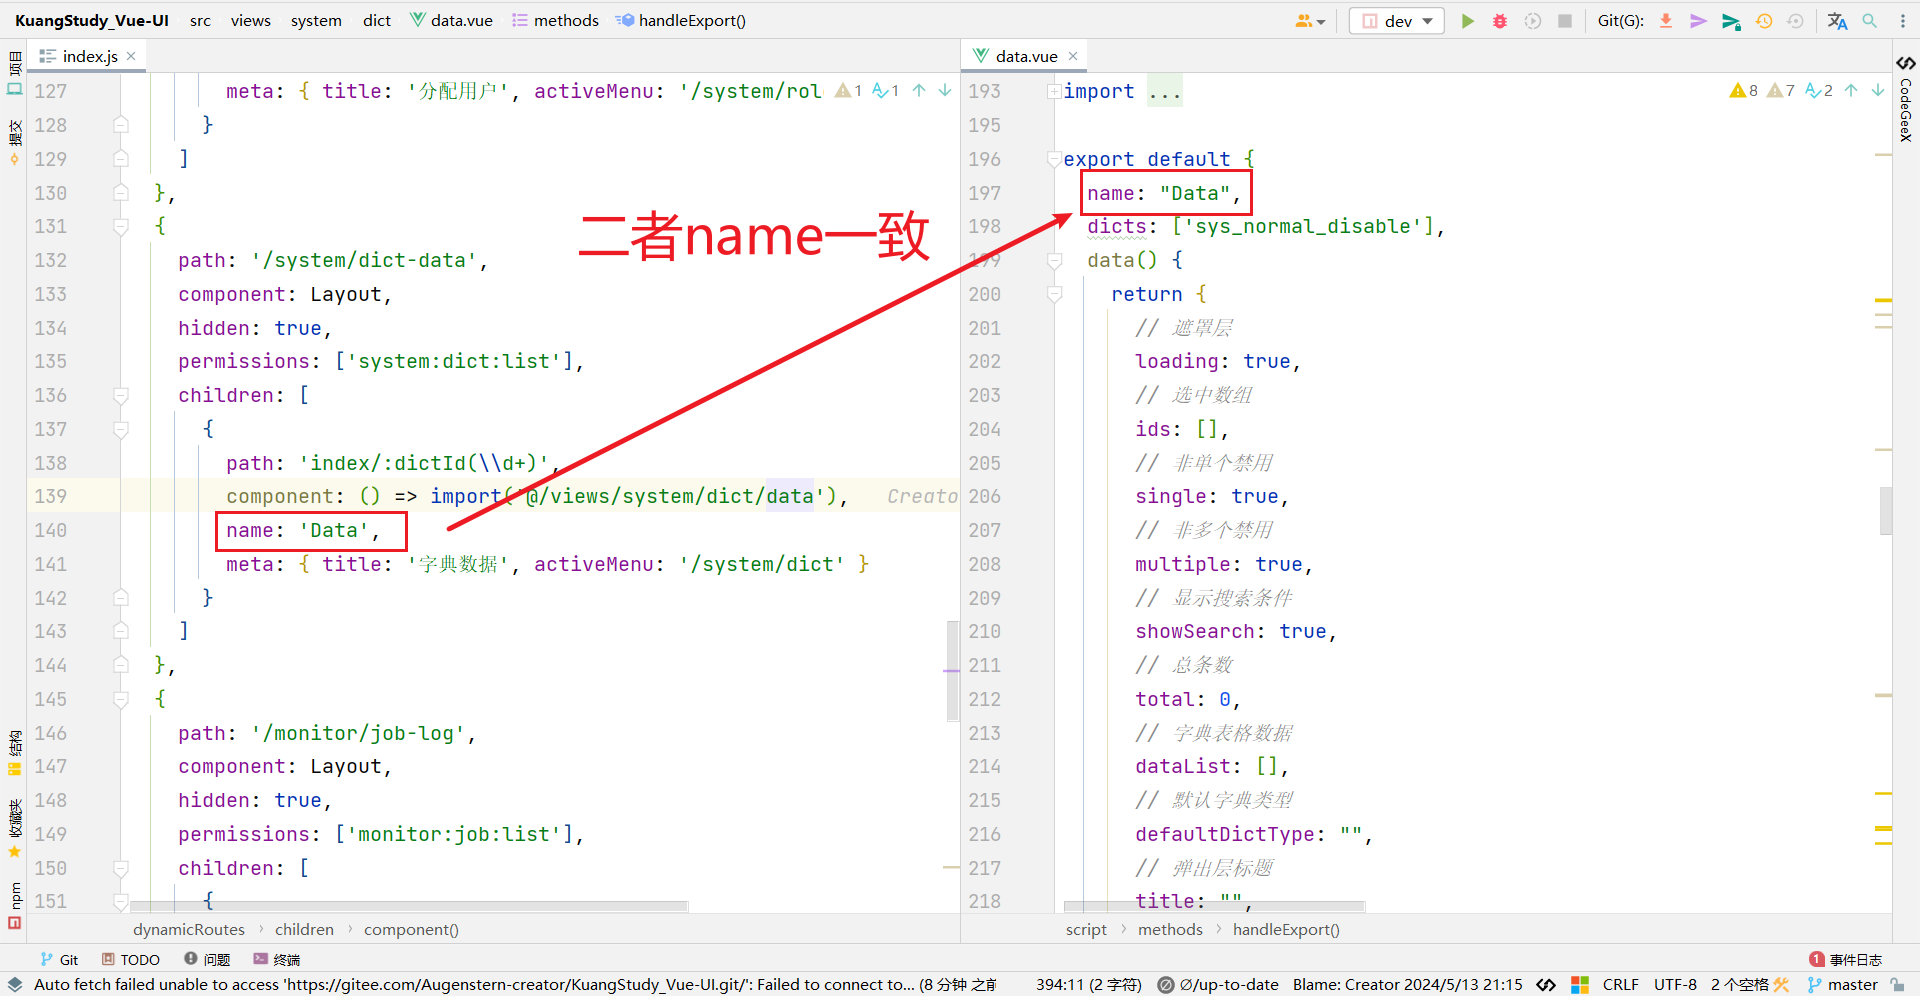 KuangStudy_Vue-UI src views system dict data.vue methods handleExport() dev Git(G):
index.js
data.vue
项目
提交
结构
收藏夹
npm
CodeGeeX
127 meta: { title: '分配用户', activeMenu: '/system/rol 1 1
128 }
129 ]
130 },
131 {
132 path: '/system/dict-data',
133 component: Layout,
134 hidden: true,
135 permissions: ['system:dict:list'],
136 children: [
137 {
138 path: 'index/:dictId(\\d+)',
139 component: () => import('@/views/system/dict/data'), Creato
140 name: 'Data',
141 meta: { title: '字典数据', activeMenu: '/system/dict' }
142 }
143 ]
144 },
145 {
146 path: '/monitor/job-log',
147 component: Layout,
148 hidden: true,
149 permissions: ['monitor:job:list'],
150 children: [
151 {
二者name一致
193 import ... 8 7 2
195
196 export default {
197 name: "Data",
198 dicts: ['sys_normal_disable'],
199 data() {
200 return {
201 // 遮罩层
202 loading: true,
203 // 选中数组
204 ids: [],
205 // 非单个禁用
206 single: true,
207 // 非多个禁用
208 multiple: true,
209 // 显示搜索条件
210 showSearch: true,
211 // 总条数
212 total: 0,
213 // 字典表格数据
214 dataList: [],
215 // 默认字典类型
216 defaultDictType: "",
217 // 弹出层标题
218 title: "",
dynamicRoutes › children › component()
script › methods › handleExport()
Git TODO 问题 终端 1 事件日志
Auto fetch failed unable to access 'https://gitee.com/Augenstern-creator/KuangStudy_Vue-UI.git/': Failed to connect to... (8 分钟 之前 394:11 (2 字符) ∅/up-to-date Blame: Creator 2024/5/13 21:15 CRLF UTF-8 2 个空格 master